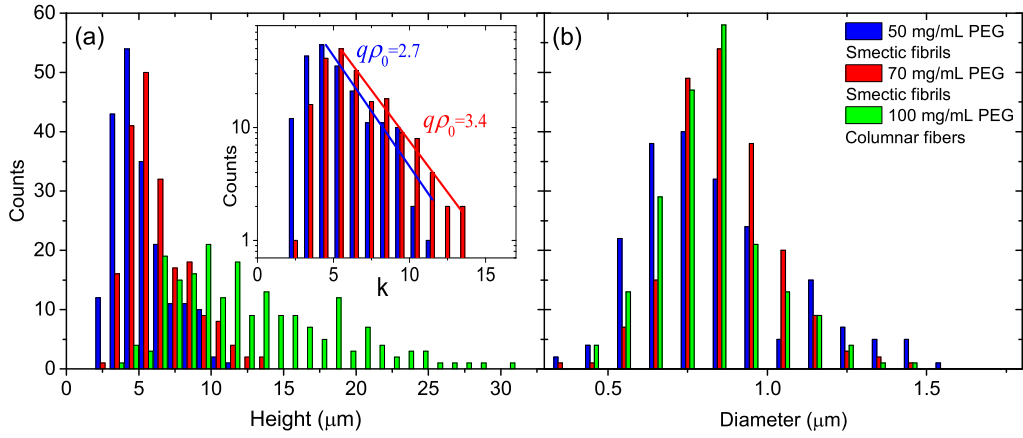 (a)
60
50
40
30
20
10
0
Counts
0
5
10
15
20
25
30
Height (μm)
qρ₀=2.7
qρ₀=3.4
10
1
Counts
0
5
10
15
k
(b)
50 mg/mL PEG
Smectic fibrils
70 mg/mL PEG
Smectic fibrils
100 mg/mL PEG
Columnar fibers
0.5
1.0
1.5
Diameter (μm)